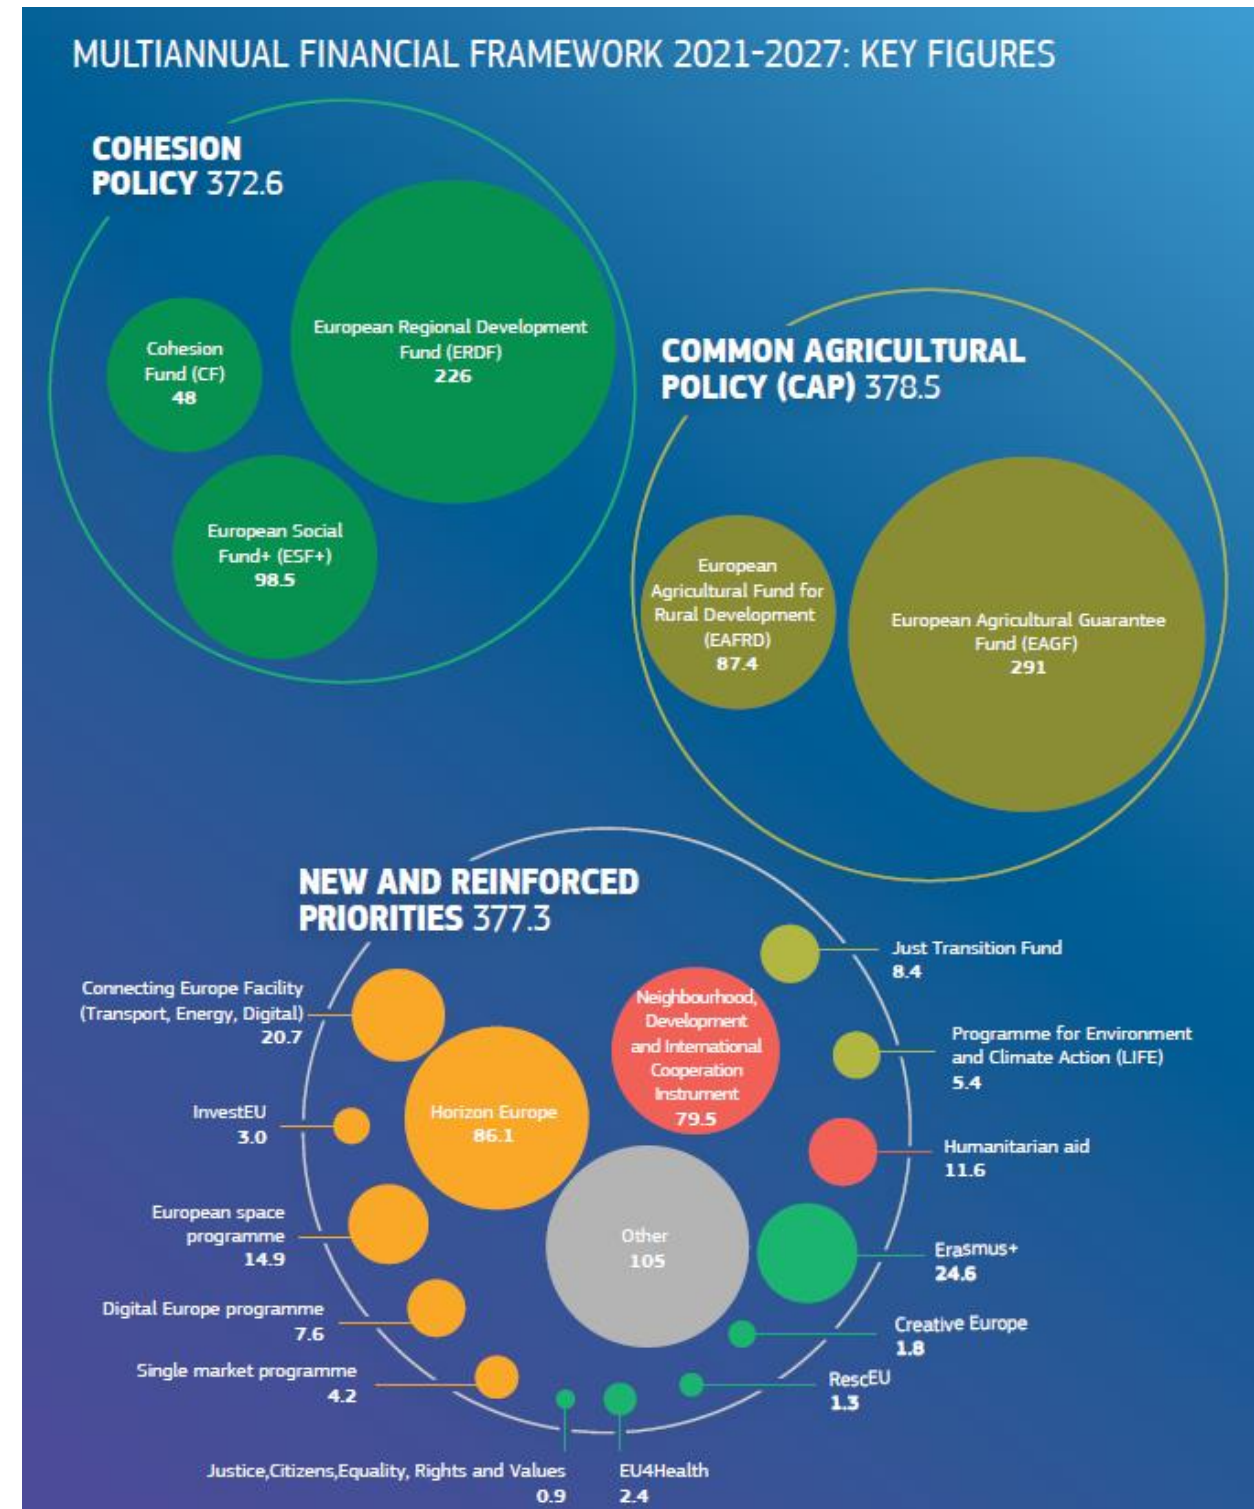 MULTIANNUAL FINANCIAL FRAMEWORK 2021-2027: KEY FIGURES
COHESION
POLICY 372.6
European Regional Development
Fund (ERDF)
226
Cohesion
Fund (CF)
48
European Social
Fund+ (ESF+)
98.5
COMMON AGRICULTURAL
POLICY (CAP) 378.5
European
Agricultural Fund for
Rural Development
(EAFRD)
87.4
European Agricultural Guarantee
Fund (EAGF)
291
NEW AND REINFORCED
PRIORITIES 377.3
Connecting Europe Facility
(Transport, Energy, Digital)
20.7
InvestEU
3.0
European space
programme
14.9
Digital Europe programme
7.6
Single market programme
4.2
Justice,Citizens,Equality, Rights and Values
0.9
EU4Health
2.4
Horizon Europe
86.1
Neighbourhood,
Development
and International
Cooperation
Instrument
79.5
Other
105
Just Transition Fund
8.4
Programme for Environment
and Climate Action (LIFE)
5.4
Humanitarian aid
11.6
Erasmus+
24.6
Creative Europe
1.8
RescEU
1.3